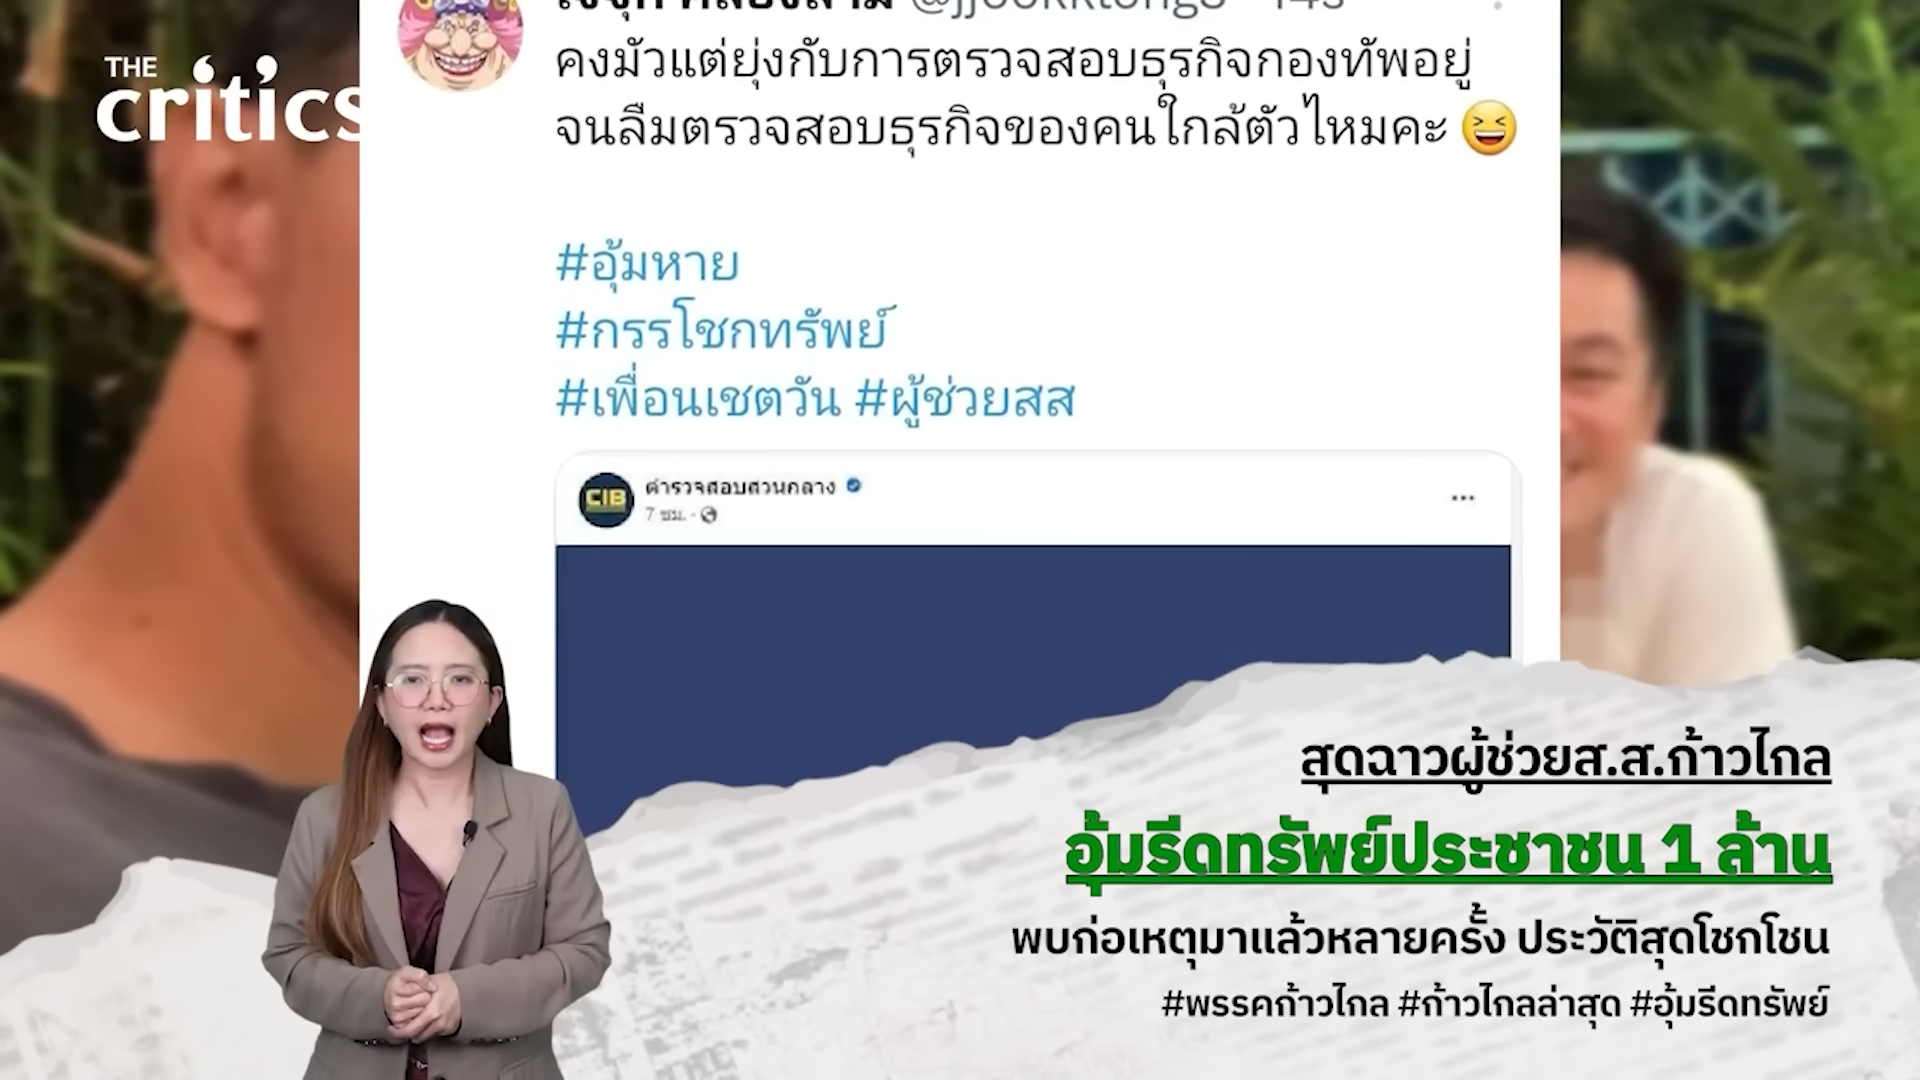 THE
critics
คงมัวแต่ยุ่งกับการตรวจสอบธุรกิจกองทัพอยู่
จนลืมตรวจสอบธุรกิจของคนใกล้ตัวไหมคะ 😆
#อุ้มหาย
#กรรโชกทรัพย์
#เพื่อนเชตวัน #ผู้ช่วยสส
CIB
ตำรวจสอบสวนกลาง
7 ชม.
สุดฉาวผู้ช่วยส.ส.ก้าวไกล
อุ้มรีดทรัพย์ประชาชน 1 ล้าน
พบก่อเหตุมาแล้วหลายครั้ง ประวัติสุดโชกโชน
#พรรคก้าวไกล #ก้าวไกลล่าสุด #อุ้มรีดทรัพย์